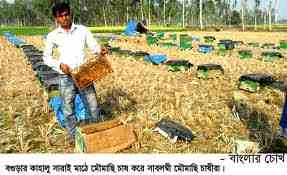 - বাংলার চোখ
বগুড়ার কাহালু সারাই মাঠে মৌমাছি চাষ করে সাবলম্বী মৌমাছি চাষীরা।